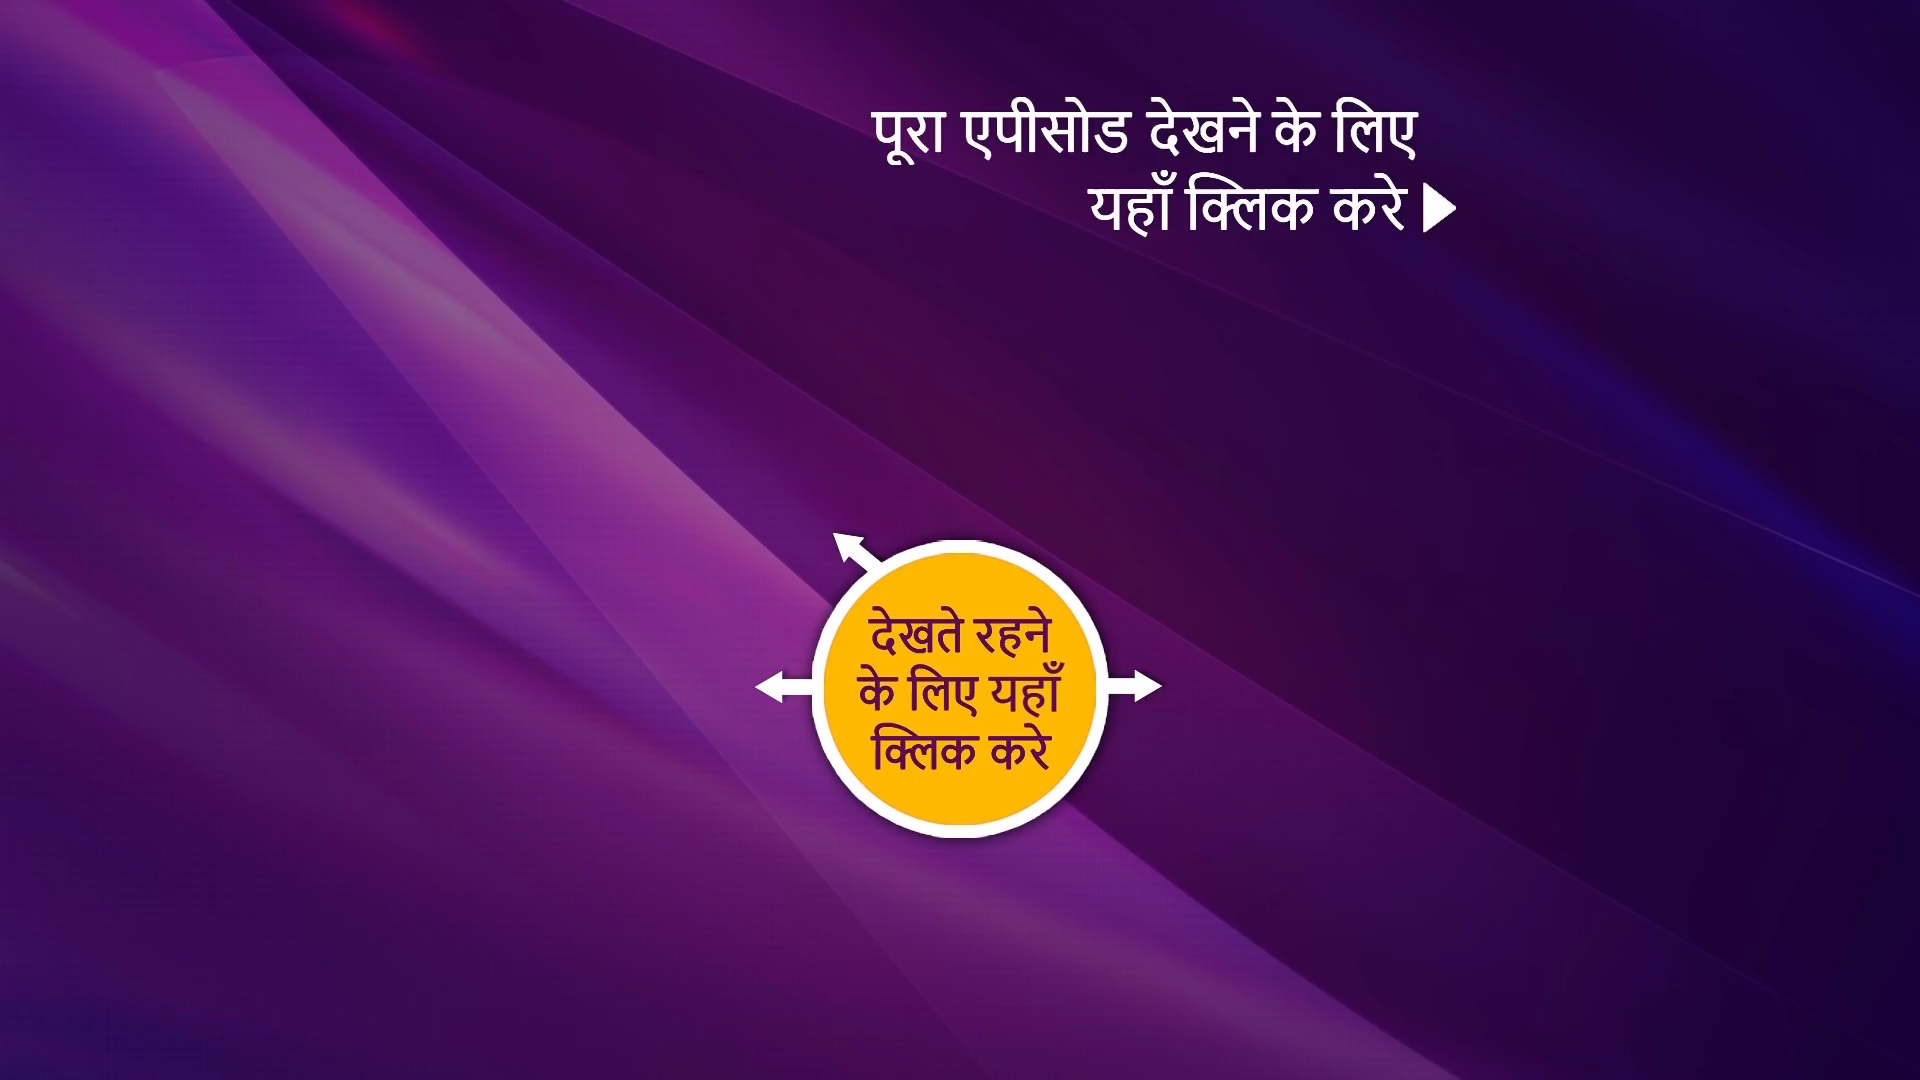 पूरा एपीसोड देखने के लिए
यहाँ क्लिक करे
देखते रहने
के लिए यहाँ
क्लिक करे